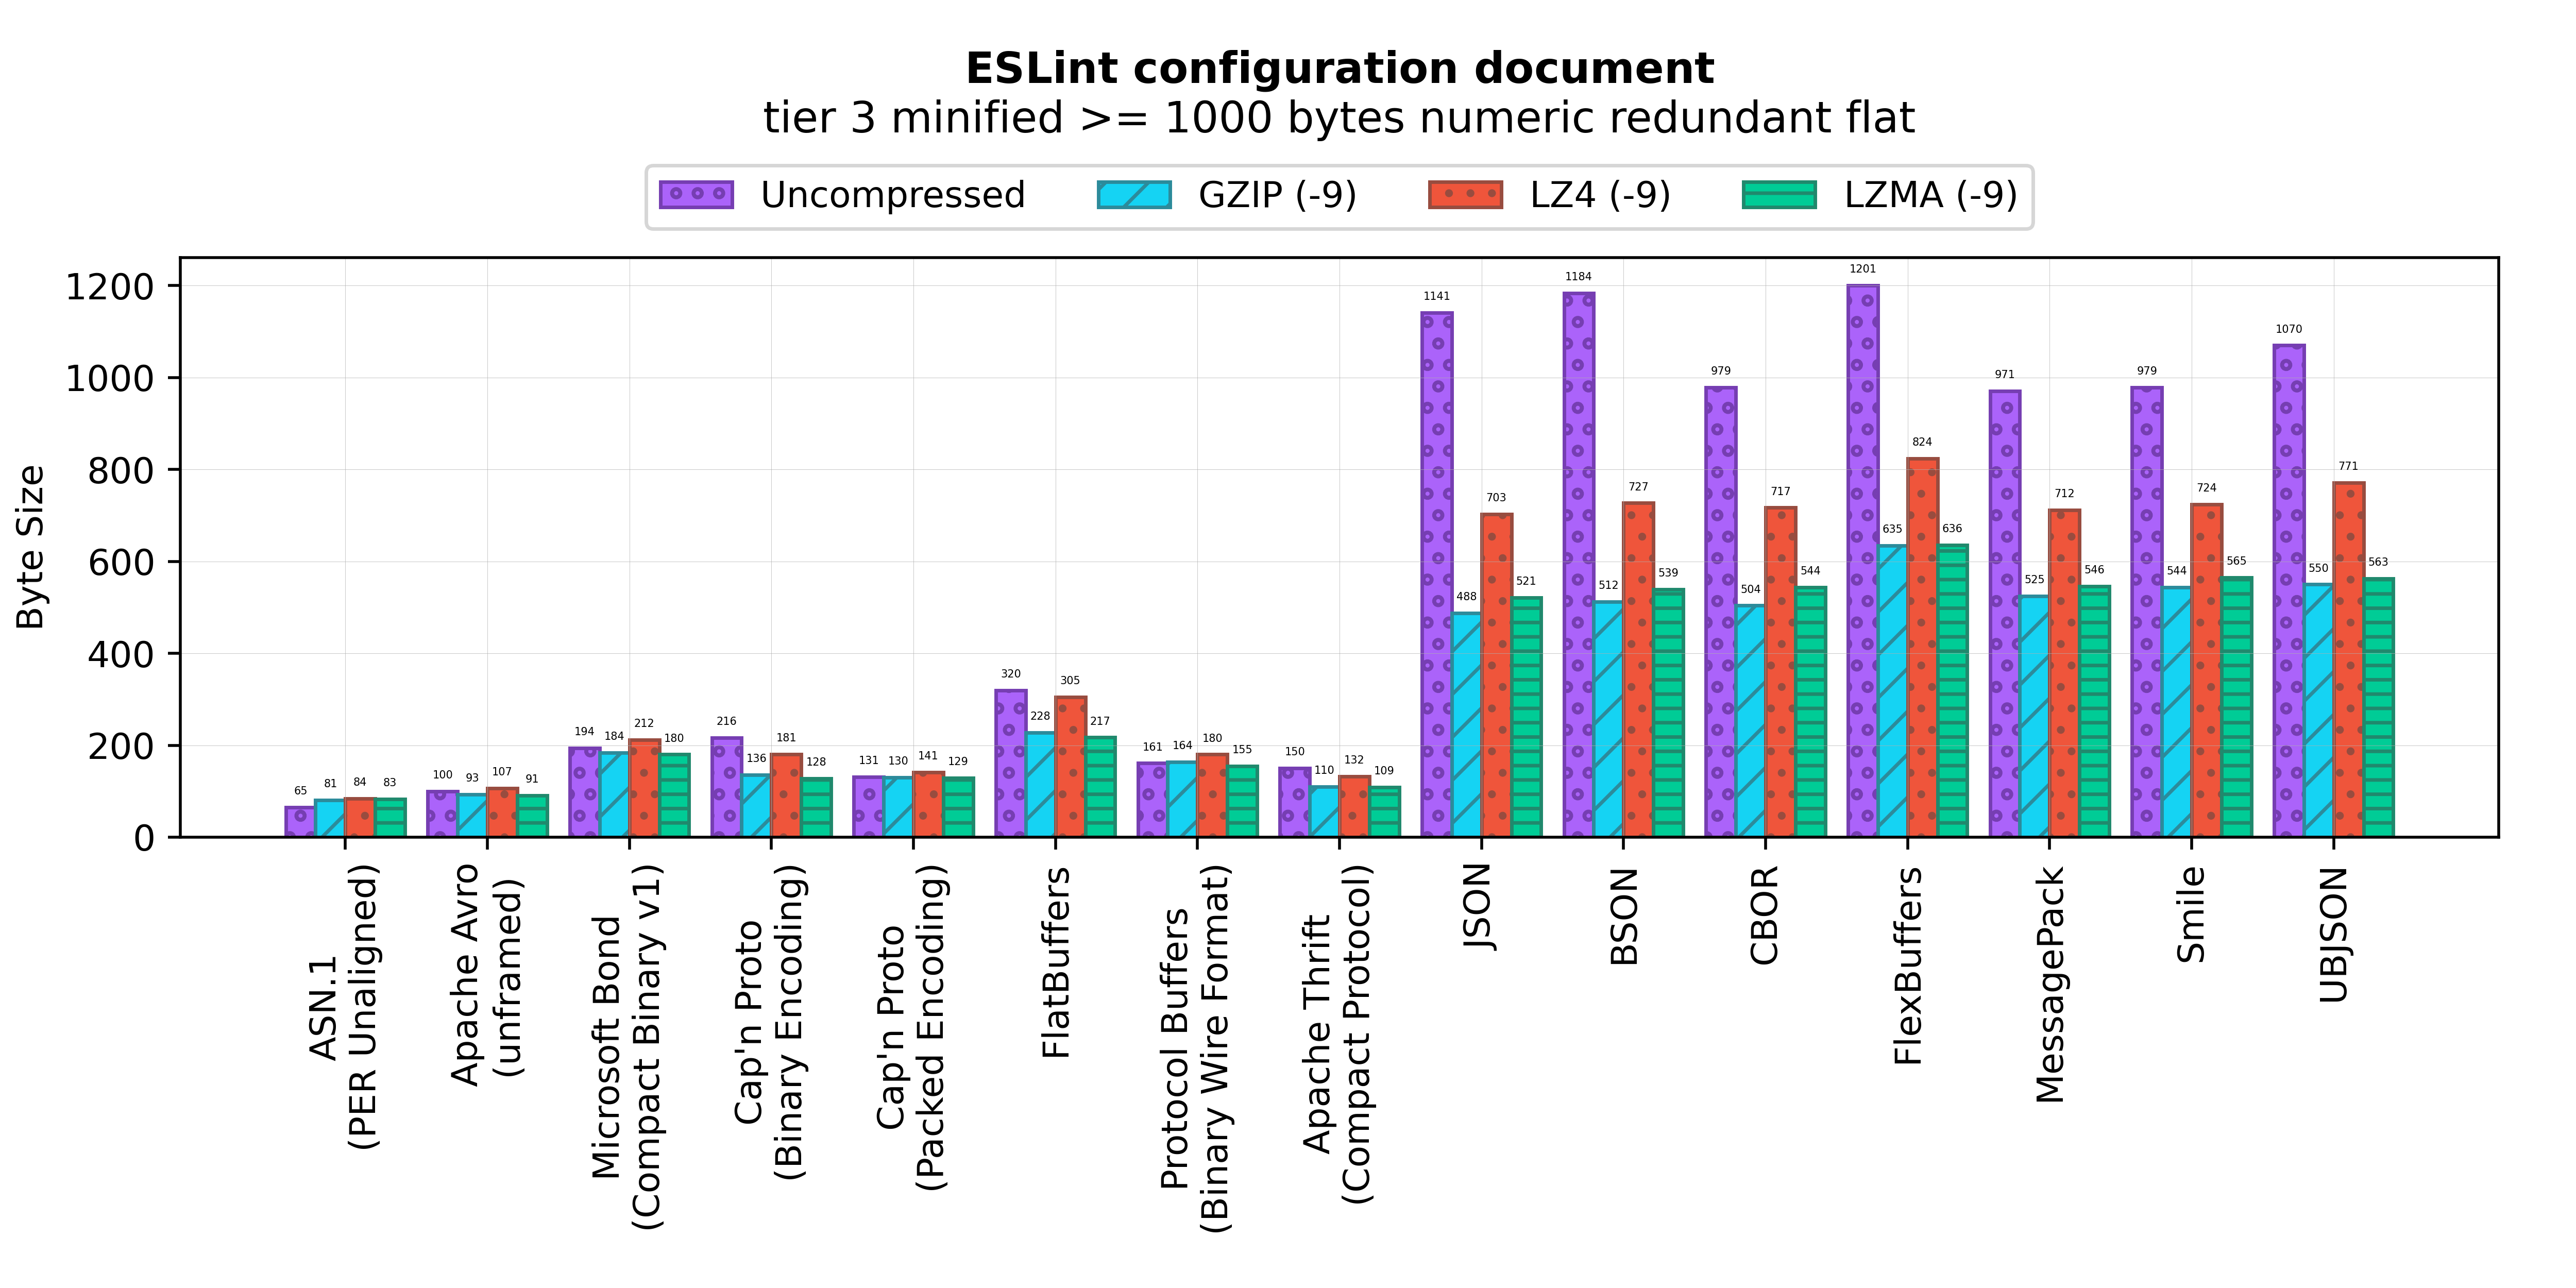 ESLint configuration document
tier 3 minified >= 1000 bytes numeric redundant flat
Uncompressed GZIP (-9) LZ4 (-9) LZMA (-9)
Byte Size
1200
1000
800
600
400
200
0
65 81 84 83
100 93 107 91
194 184 212 180
216 136 181 128
131 130 141 129
320 228 305 217
161 164 180 155
150 110 132 109
1141 488 703 521
1184 512 727 539
979 504 717 544
1201 635 824 636
971 525 712 546
979 544 724 565
1070 550 771 563
ASN.1
(PER Unaligned)
Apache Avro
(unframed)
Microsoft Bond
(Compact Binary v1)
Cap'n Proto
(Binary Encoding)
Cap'n Proto
(Packed Encoding)
FlatBuffers
Protocol Buffers
(Binary Wire Format)
Apache Thrift
(Compact Protocol)
JSON
BSON
CBOR
FlexBuffers
MessagePack
Smile
UBJSON